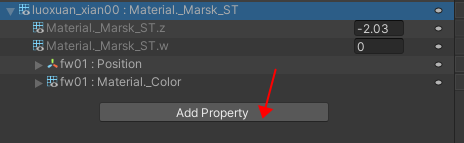 luoxuan_xian00 : Material._Marsk_ST
Material._Marsk_ST.z -2.03
Material._Marsk_ST.w 0
fw01 : Position
fw01 : Material._Color
Add Property